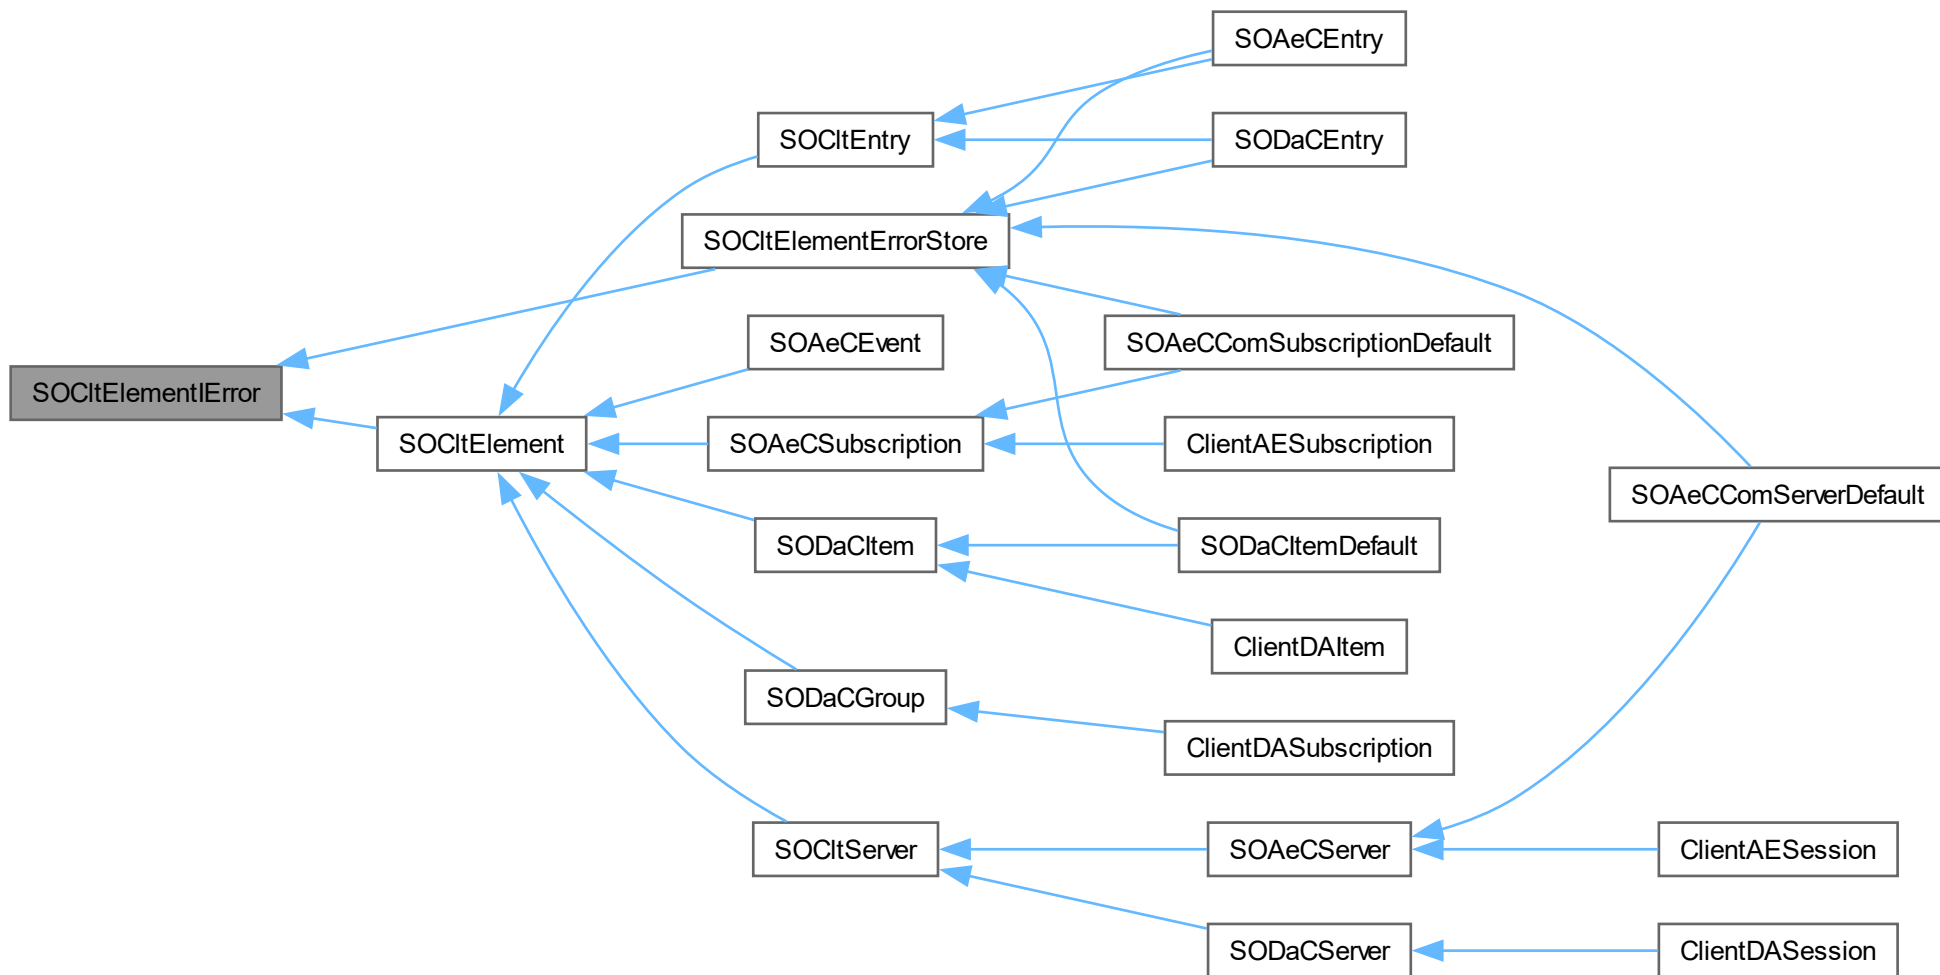 SOAeCEntry
SOCltEntry
SODaCEntry
SOCltElementErrorStore
SOAeCEvent
SOAeCComSubscriptionDefault
SOCltElementIError
SOCltElement
SOAeCSubscription
ClientAESubscription
SOAeCComServerDefault
SODaCItem
SODaCItemDefault
ClientDAItem
SODaCGroup
ClientDASubscription
SOCltServer
SOAeCServer
ClientAESession
SODaCServer
ClientDASession